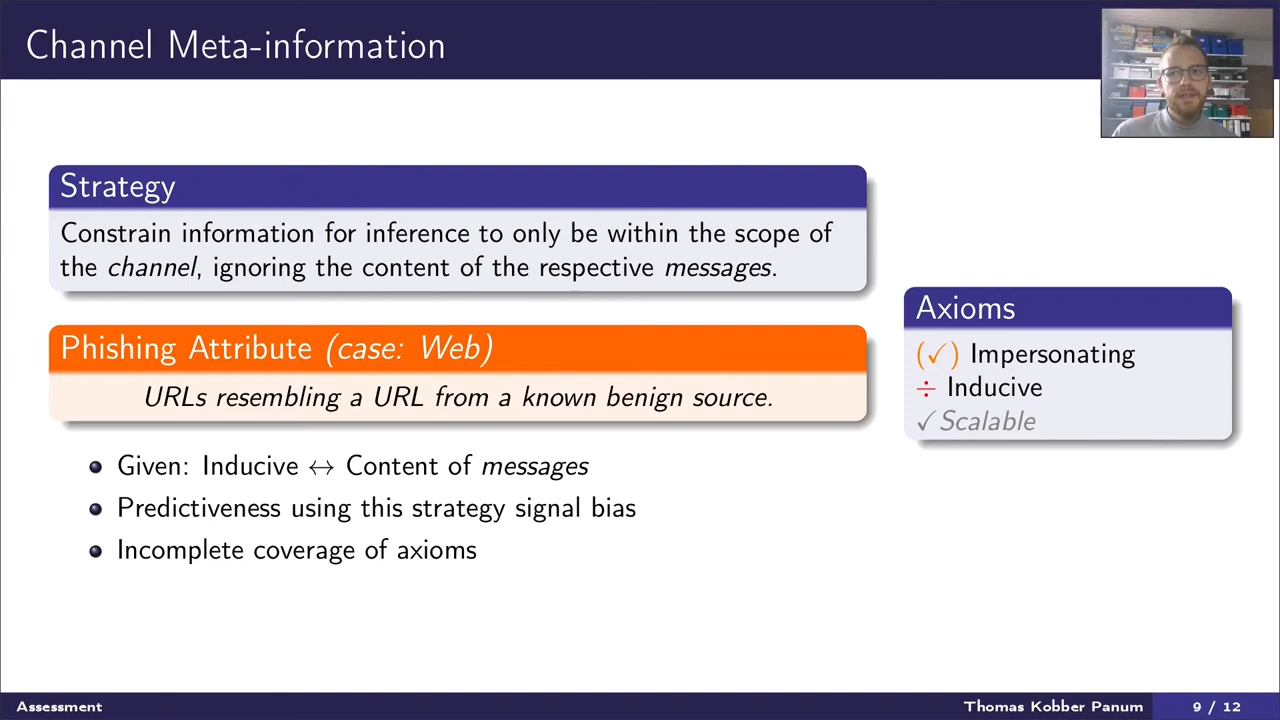 Channel Meta-information
Strategy
Constrain information for inference to only be within the scope of
the channel, ignoring the content of the respective messages.
Phishing Attribute (case: Web)
URLs resembling a URL from a known benign source.
Given: Inducive ↔ Content of messages
Predictiveness using this strategy signal bias
Incomplete coverage of axioms
Axioms
(✓) Impersonating
÷ Inducive
✓ Scalable
Assessment
Thomas Kobber Panum
9 / 12